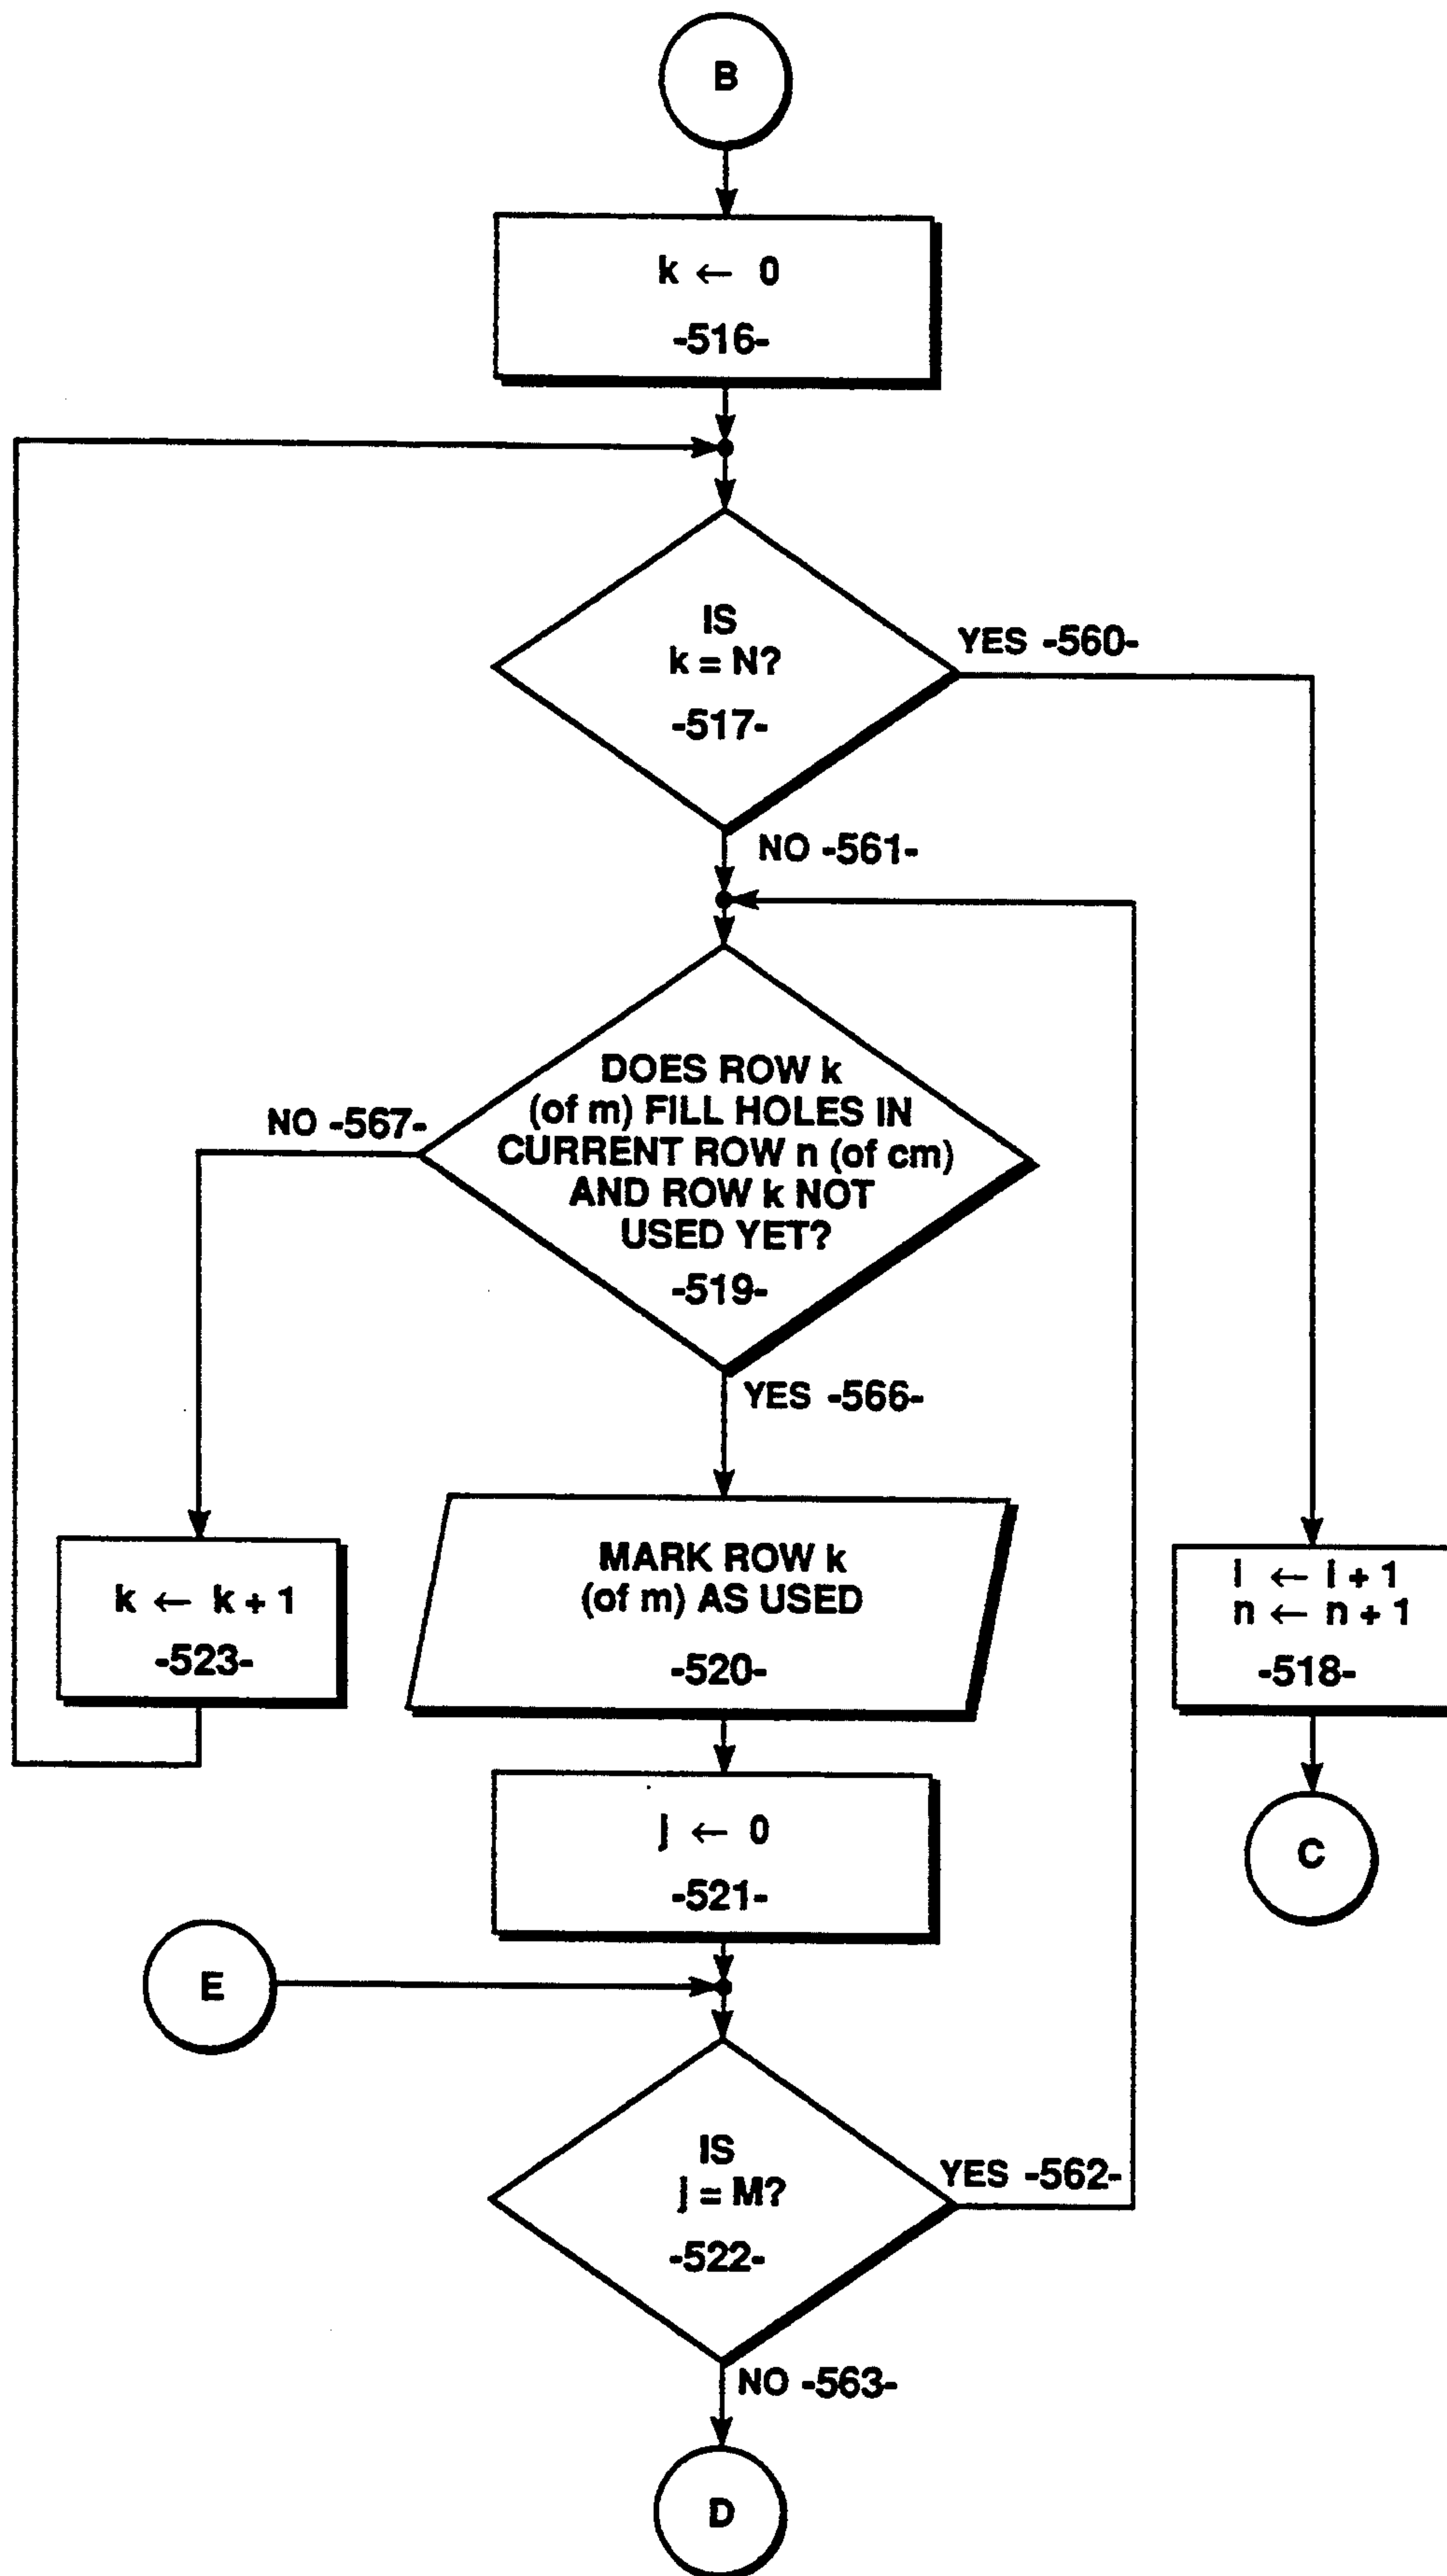 B
k ← 0
-516-
IS
k = N?
-517-
YES -560-
NO -561-
DOES ROW k
(of m) FILL HOLES IN
CURRENT ROW n (of cm)
AND ROW k NOT
USED YET?
-519-
NO -567-
YES -566-
k ← k + 1
-523-
MARK ROW k
(of m) AS USED
-520-
i ← i + 1
n ← n + 1
-518-
C
j ← 0
-521-
E
IS
j = M?
-522-
YES -562-
NO -563-
D